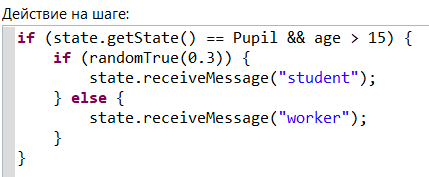 Действие на шаге:
if (state.getState() == Pupil && age > 15) {
    if (randomTrue(0.3)) {
        state.receiveMessage("student");
    } else {
        state.receiveMessage("worker");
    }
}